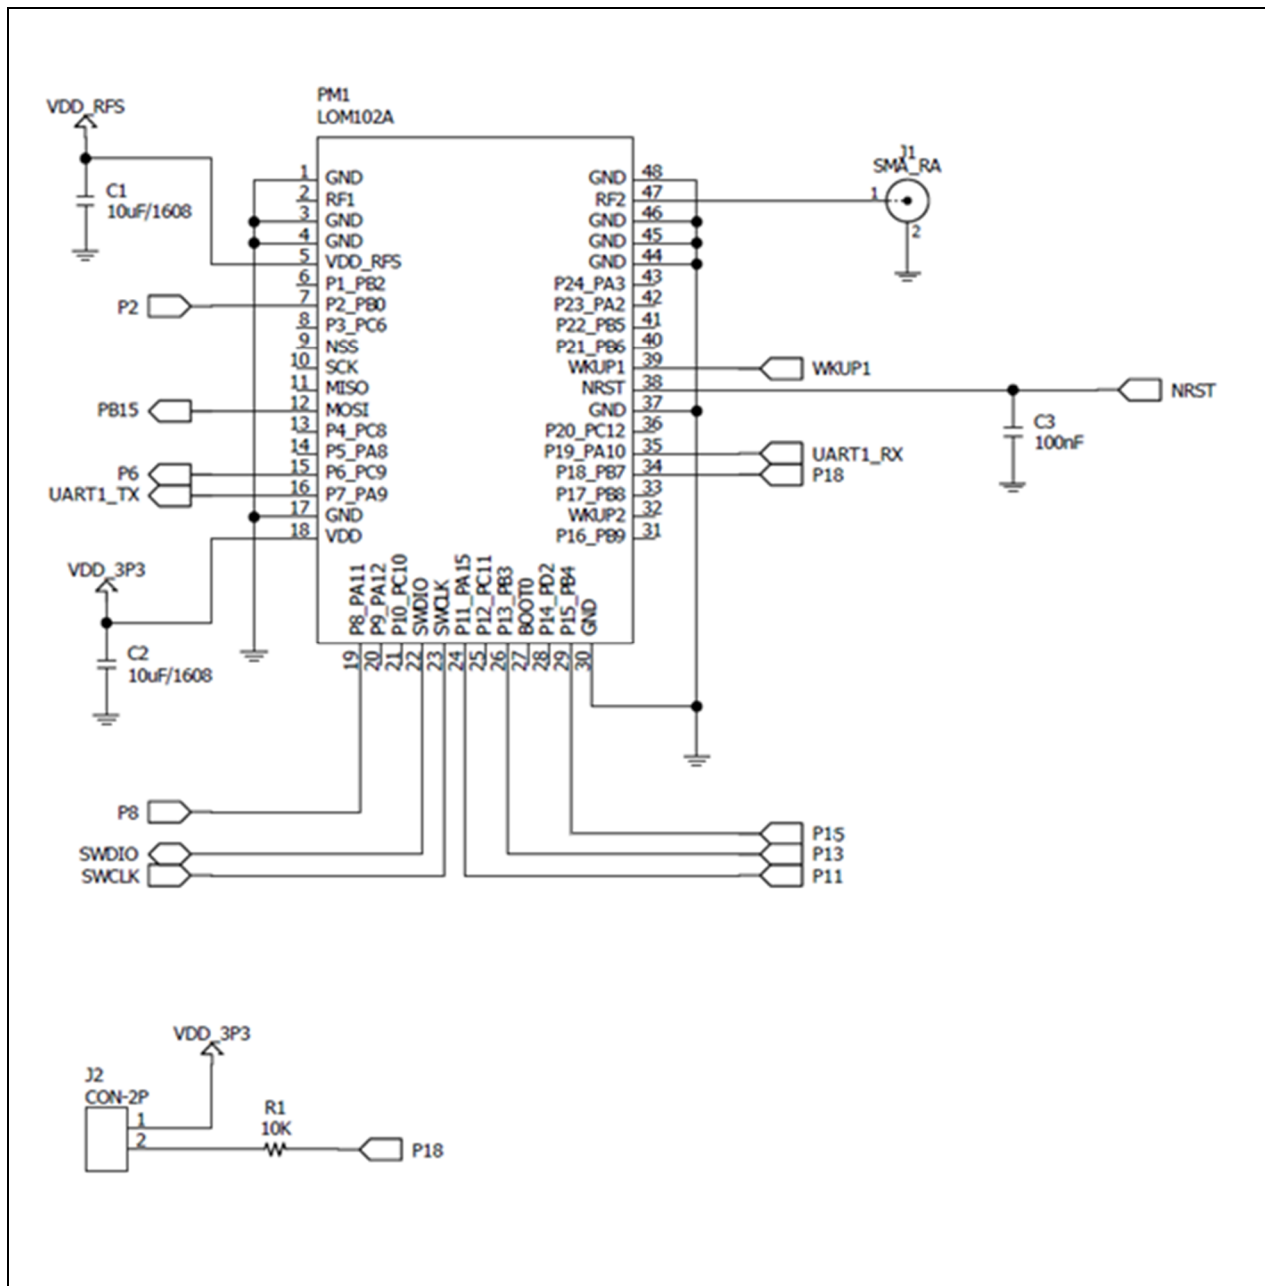 PM1
LOM102A
VDD_RFS
C1
10uF/1608
1 GND
2 RF1
3 GND
4 GND
5 VDD_RFS
6 P1_PB2
7 P2_PB0
8 P3_PC6
9 NSS
10 SCK
11 MISO
12 MOSI
13 P4_PC8
14 P5_PA8
15 P6_PC9
16 P7_PA9
17 GND
18 VDD
P2
PB15
P6
UART1_TX
GND 48
RF2 47
GND 46
GND 45
GND 44
P24_PA3 43
P23_PA2 42
P22_PB5 41
P21_PB6 40
WKUP1 39
NRST 38
GND 37
P20_PC12 36
P19_PA10 35
P18_PB7 34
P17_PB8 33
WKUP2 32
P16_PB9 31
J1
SMA_RA
1
2
WKUP1
NRST
C3
100nF
UART1_RX
P18
VDD_3P3
C2
10uF/1608
P8_PA11 19
P9_PA12 20
P10_PC10 21
SWDIO 22
SWCLK 23
P11_PA15 24
P12_PC11 25
P13_PB3 26
BOOT0 27
P14_PD2 28
P15_PB4 29
GND 30
P8
SWDIO
SWCLK
P15
P13
P11
VDD_3P3
J2
CON-2P
1
2
R1
10K
P18